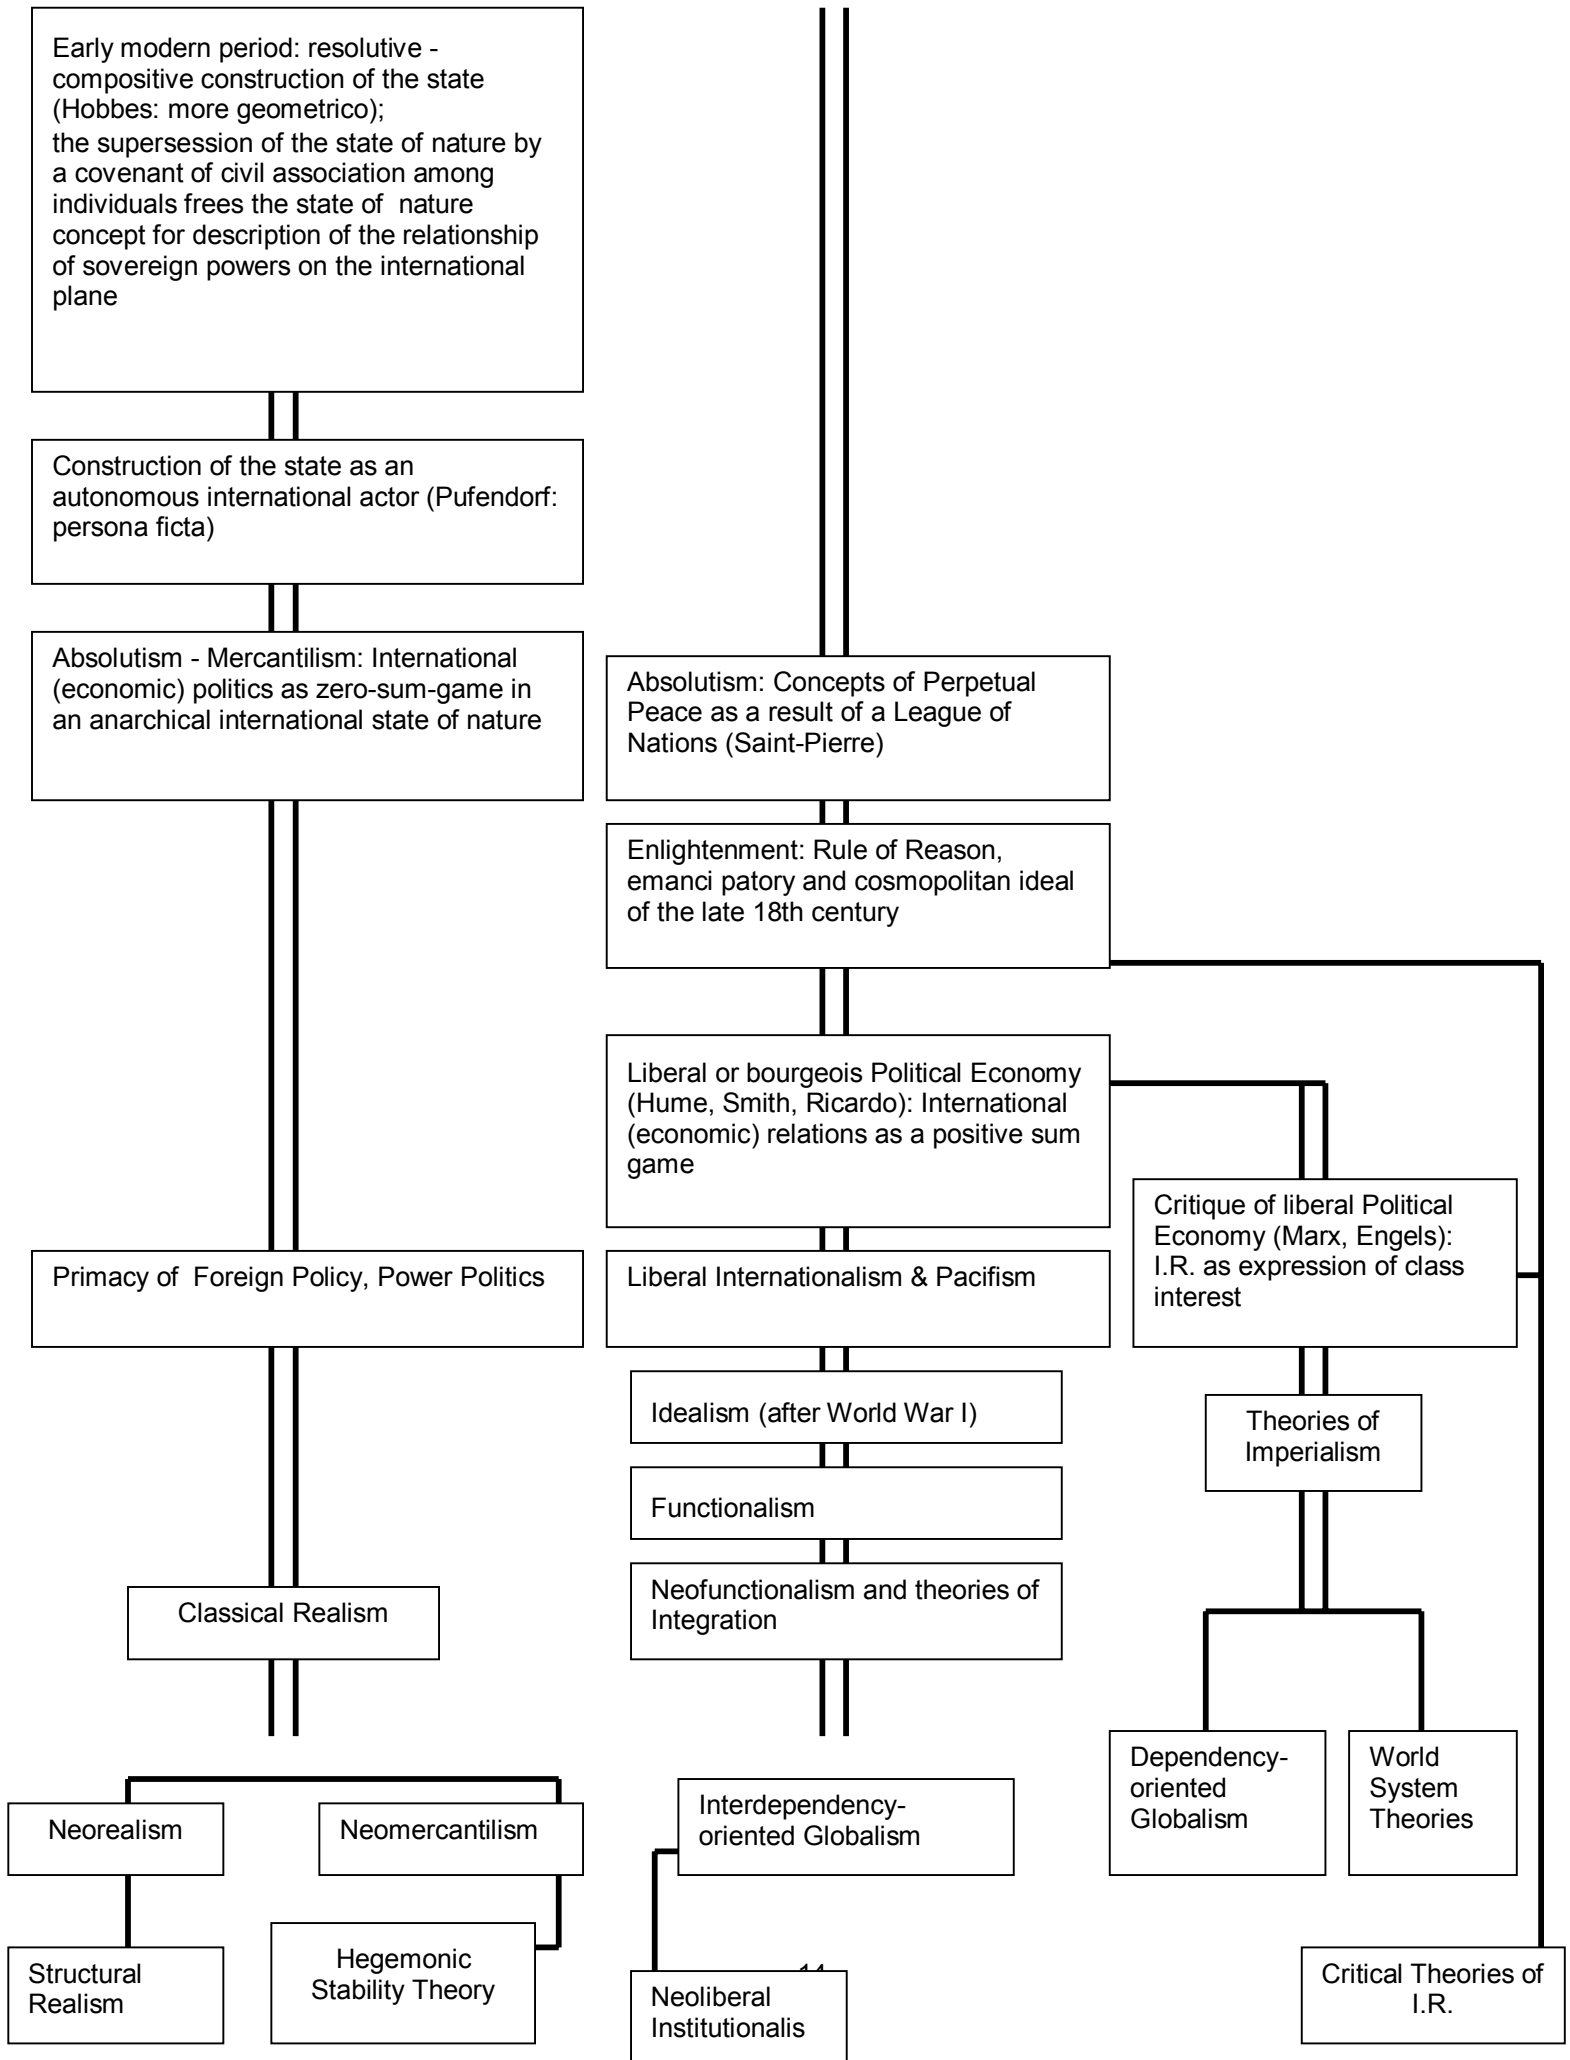 Early modern period: resolutive -
compositive construction of the state
(Hobbes: more geometrico);
the supersession of the state of nature by
a covenant of civil association among
individuals frees the state of  nature
concept for description of the relationship
of sovereign powers on the international
plane
Construction of the state as an
autonomous international actor (Pufendorf:
persona ficta)
Absolutism - Mercantilism: International
(economic) politics as zero-sum-game in
an anarchical international state of nature
Absolutism: Concepts of Perpetual
Peace as a result of a League of
Nations (Saint-Pierre)
Enlightenment: Rule of Reason,
emanci patory and cosmopolitan ideal
of the late 18th century
Liberal or bourgeois Political Economy
(Hume, Smith, Ricardo): International
(economic) relations as a positive sum
game
Critique of liberal Political
Economy (Marx, Engels):
I.R. as expression of class
interest
Primacy of  Foreign Policy, Power Politics
Liberal Internationalism & Pacifism
Idealism (after World War I)
Theories of
Imperialism
Functionalism
Neofunctionalism and theories of
Integration
Classical Realism
Dependency-
oriented
Globalism
World
System
Theories
Neorealism
Neomercantilism
Interdependency-
oriented Globalism
Structural
Realism
Hegemonic
Stability Theory
Neoliberal
Institutionalis
Critical Theories of
I.R.